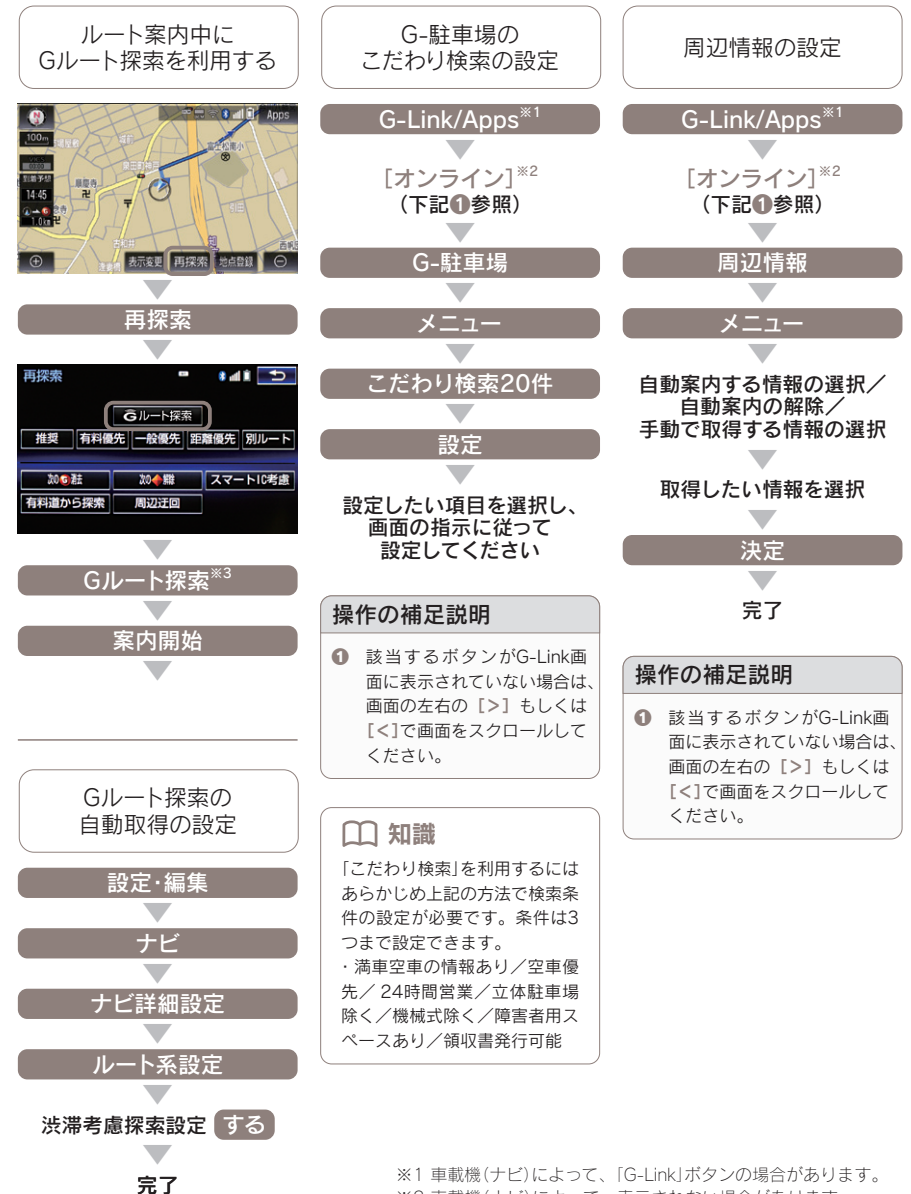 ルート案内中に
Gルート探索を利用する
Apps
100m
富士松南小
到着予想
14:45
1.0km
表示変更
再探索
地点登録
再探索
再探索
Gルート探索
推奨
有料優先
一般優先
距離優先
別ルート
スマートIC考慮
有料道から探索
周辺迂回
Gルート探索※3
案内開始
Gルート探索の
自動取得の設定
設定・編集
ナビ
ナビ詳細設定
ルート系設定
渋滞考慮探索設定 する
完了
G-駐車場の
こだわり検索の設定
G-Link/Apps※1
[オンライン]※2
(下記❶参照)
G-駐車場
メニュー
こだわり検索20件
設定
設定したい項目を選択し、
画面の指示に従って
設定してください
操作の補足説明
❶ 該当するボタンがG-Link画
面に表示されていない場合は、
画面の左右の [>] もしくは
[<]で画面をスクロールして
ください。
知識
「こだわり検索」を利用するには
あらかじめ上記の方法で検索条
件の設定が必要です。条件は3
つまで設定できます。
・満車空車の情報あり／空車優
先／ 24時間営業／立体駐車場
除く／機械式除く／障害者用ス
ペースあり／領収書発行可能
周辺情報の設定
G-Link/Apps※1
[オンライン]※2
(下記❶参照)
周辺情報
メニュー
自動案内する情報の選択／
自動案内の解除／
手動で取得する情報の選択
取得したい情報を選択
決定
完了
操作の補足説明
❶ 該当するボタンがG-Link画
面に表示されていない場合は、
画面の左右の [>] もしくは
[<]で画面をスクロールして
ください。
※1 車載機(ナビ)によって、「G-Link」ボタンの場合があります。